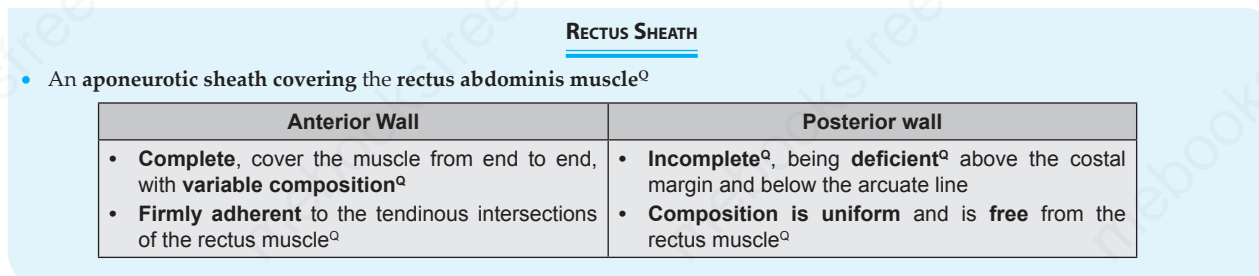 RECTUS SHEATH
• An aponeurotic sheath covering the rectus abdominis muscleQ
Anterior Wall
• Complete, cover the muscle from end to end,
with variable compositionQ
• Firmly adherent to the tendinous intersections
of the rectus muscleQ
Posterior wall
• IncompleteQ, being deficientQ above the costal
margin and below the arcuate line
• Composition is uniform and is free from the
rectus muscleQ